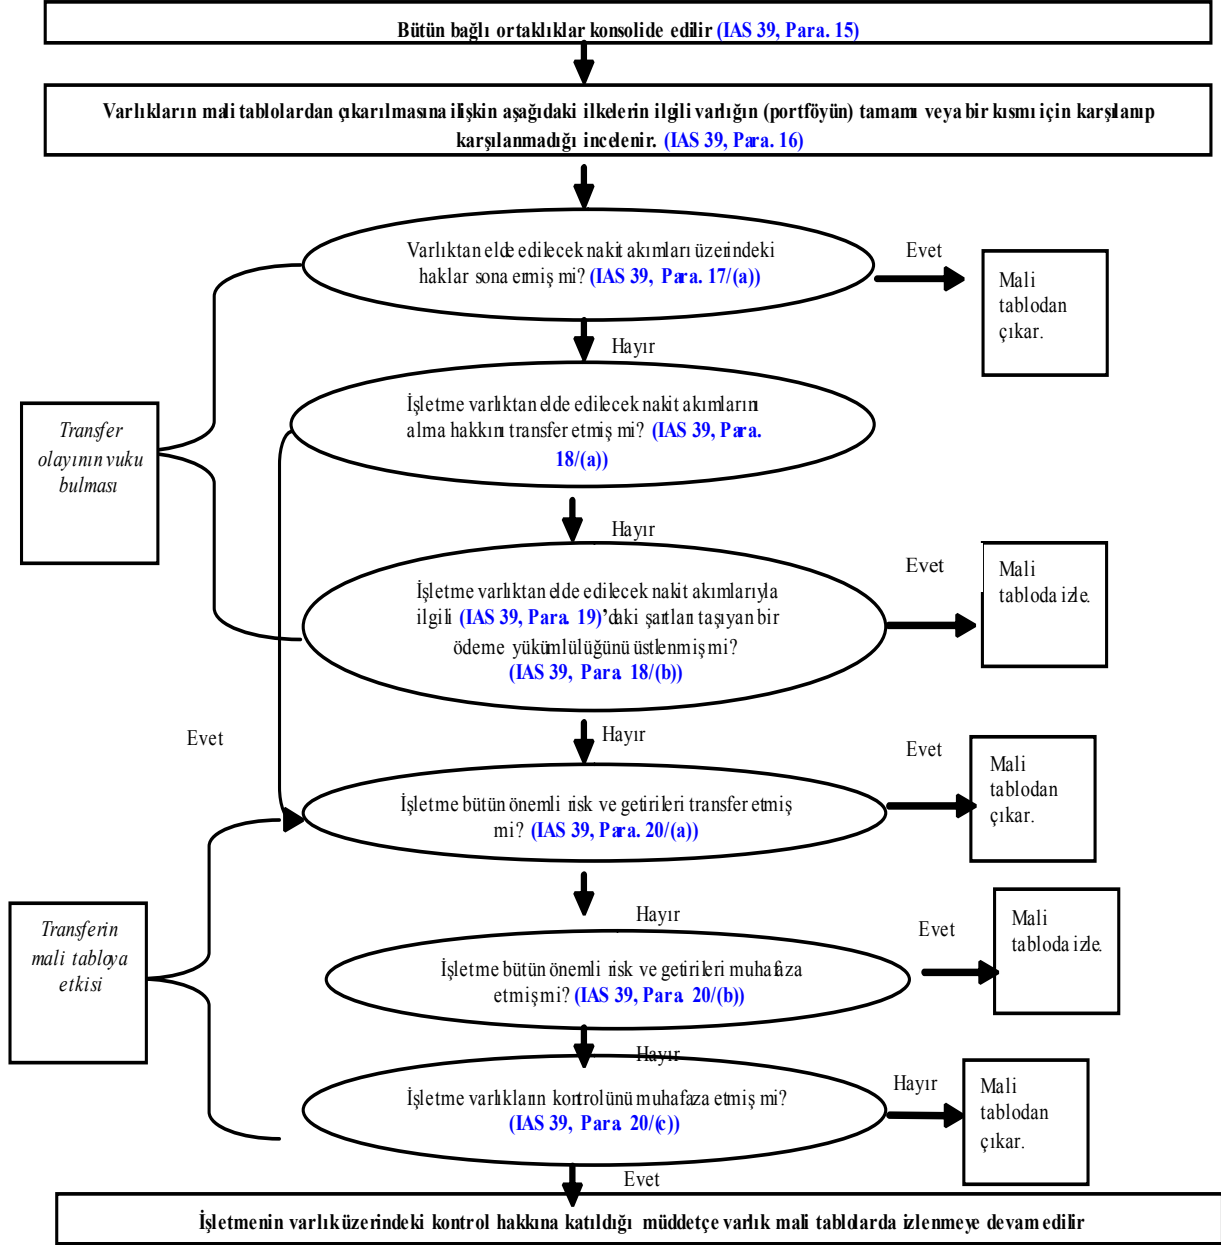 Bütün bağlı ortaklıklar konsolide edilir (IAS 39, Para. 15)
Varlıkların mali tablolardan çıkarılmasına ilişkin aşağıdaki ilkelerin ilgili varlığın (portföyün) tamamı veya bir kısmı için karşılanıp
karşılanmadığı incelenir. (IAS 39, Para. 16)
Varlıktan elde edilecek nakit akımları üzerindeki
haklar sona ermiş mi? (IAS 39, Para. 17/(a))
Evet
Mali
tablodan
çıkar.
Hayır
İşletme varlıktan elde edilecek nakit akımlarını
alma hakkını transfer etmiş mi? (IAS 39, Para.
18/(a))
Transfer
olayının vuku
bulması
Hayır
İşletme varlıktan elde edilecek nakit akımlarıyla
ilgili (IAS 39, Para. 19)'daki şartları taşıyan bir
ödeme yükümlülüğünü üstlenmiş mi?
(IAS 39, Para. 18/(b))
Evet
Mali
tabloda izle.
Evet
Hayır
İşletme bütün önemli risk ve getirileri transfer etmiş
mi? (IAS 39, Para. 20/(a))
Evet
Mali
tablodan
çıkar.
Hayır
Transferin
mali tabloya
etkisi
İşletme bütün önemli risk ve getirileri muhafaza
etmiş mi? (IAS 39, Para. 20/(b))
Evet
Mali
tabloda izle.
Hayır
İşletme varlıkların kontrolünü muhafaza etmiş mi?
(IAS 39, Para. 20/(c))
Hayır
Mali
tablodan
çıkar.
Evet
İşletmenin varlık üzerindeki kontrol hakkına katıldığı müddetçe varlık mali tablolarda izlenmeye devam edilir